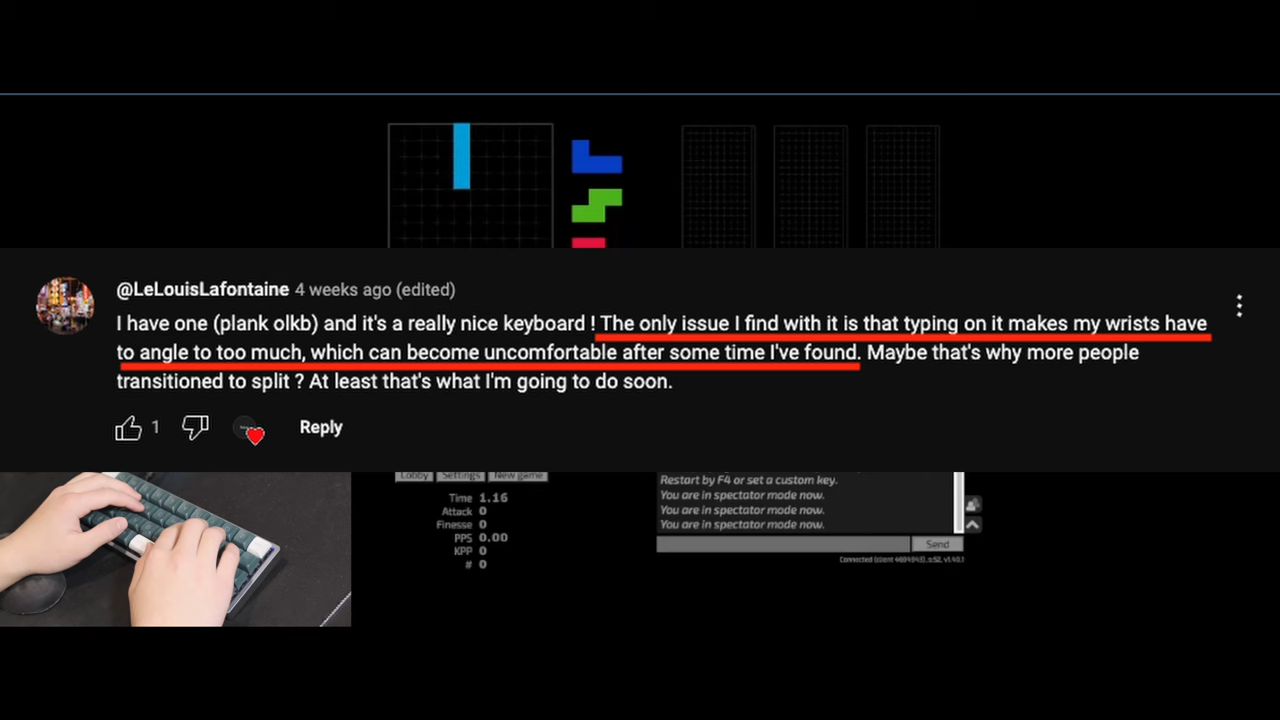 @LeLouisLafontaine 4 weeks ago (edited)
I have one (plank olkb) and it's a really nice keyboard ! The only issue I find with it is that typing on it makes my wrists have
to angle to too much, which can become uncomfortable after some time I've found. Maybe that's why more people
transitioned to split ? At least that's what I'm going to do soon.
1
Reply
Lobby Settings New game
Time 1.16
Attack 0
Finesse 0
PPS 0.00
KPP 0
# 0
Restart by F4 or set a custom key.
You are in spectator mode now.
You are in spectator mode now.
You are in spectator mode now.
Send